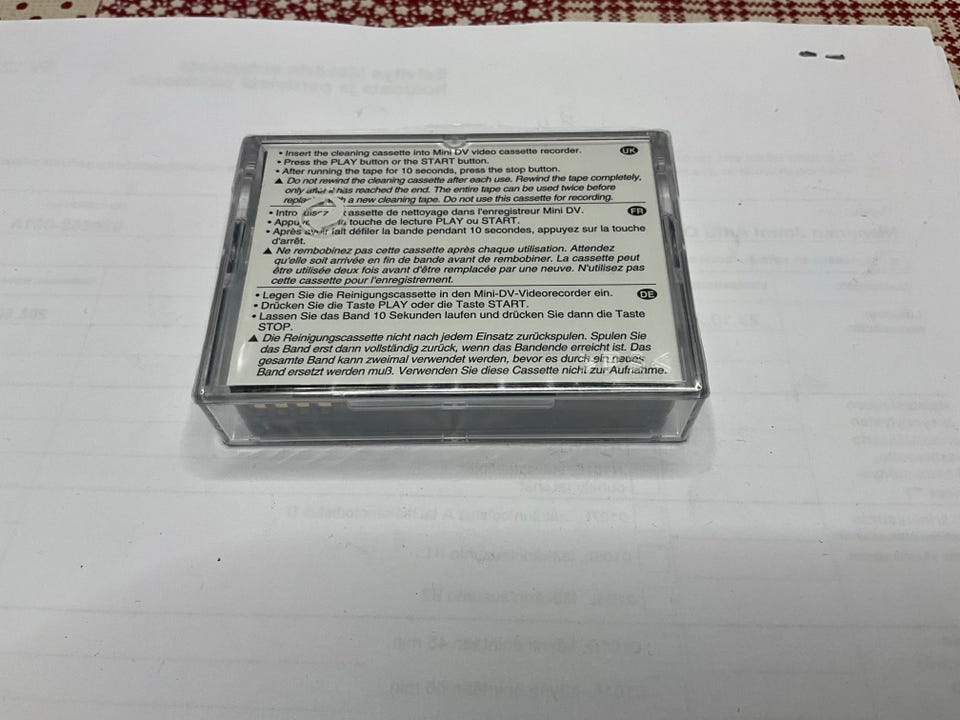 • Insert the cleaning cassette into Mini DV video cassette recorder.
UK
• Press the PLAY button or the START button.
• After running the tape for 10 seconds, press the stop button.
▲ Do not rewind the cleaning cassette after each use. Rewind the tape completely,
only after it has reached the end. The entire tape can be used twice before
with a new cleaning tape. Do not use this cassette for recording.
cassette de nettoyage dans l'enregistreur Mini DV.
FR
touche de lecture PLAY ou START.
• Après avoir fait défiler la bande pendant 10 secondes, appuyez sur la touche
d'arrêt.
▲ Ne rembobinez pas cette cassette après chaque utilisation. Attendez
qu'elle soit arrivée en fin de bande avant de rembobiner. La cassette peut
être utilisée deux fois avant d'être remplacée par une neuve. N'utilisez pas
cette cassette pour l'enregistrement.
• Legen Sie die Reinigungscassette in den Mini-DV-Videorecorder ein.
DE
• Drücken Sie die Taste PLAY oder die Taste START.
• Lassen Sie das Band 10 Sekunden laufen und drücken Sie dann die Taste
STOP.
▲ Die Reinigungscassette nicht nach jedem Einsatz zurückspulen. Spulen Sie
das Band erst dann vollständig zurück, wenn das Bandende erreicht ist. Das
gesamte Band kann zweimal verwendet werden, bevor es durch ein neues
Band ersetzt werden muß. Verwenden Sie diese Cassette nicht zur Aufnahme.